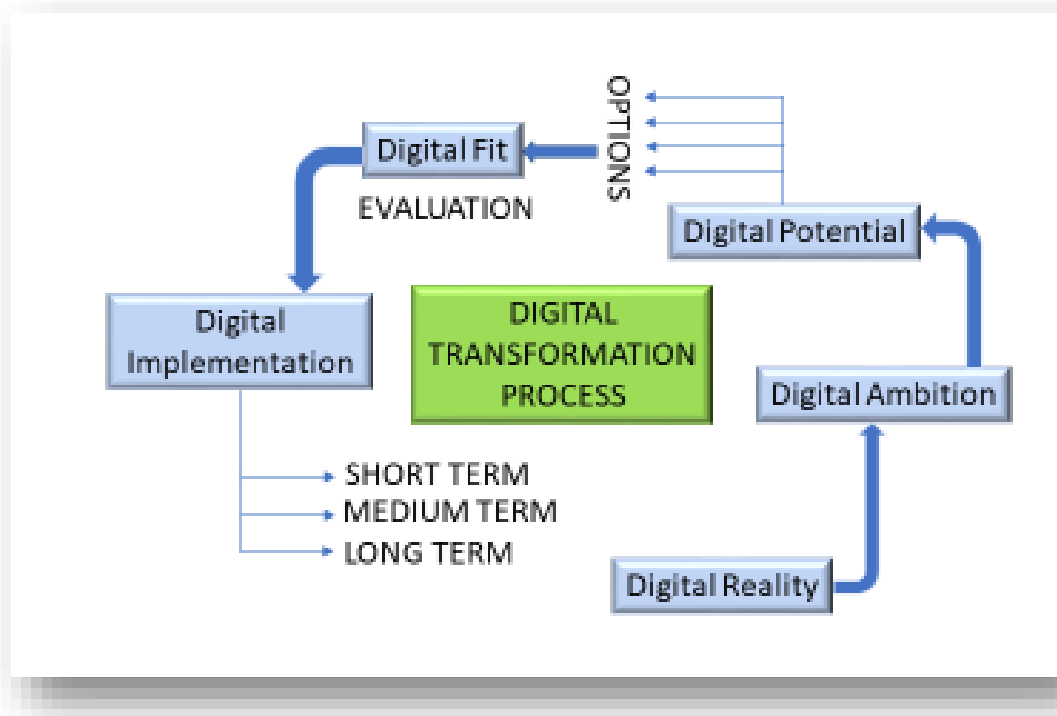 OPTIONS
Digital Fit
EVALUATION
Digital Potential
Digital
Implementation
DIGITAL
TRANSFORMATION
PROCESS
Digital Ambition
SHORT TERM
MEDIUM TERM
LONG TERM
Digital Reality